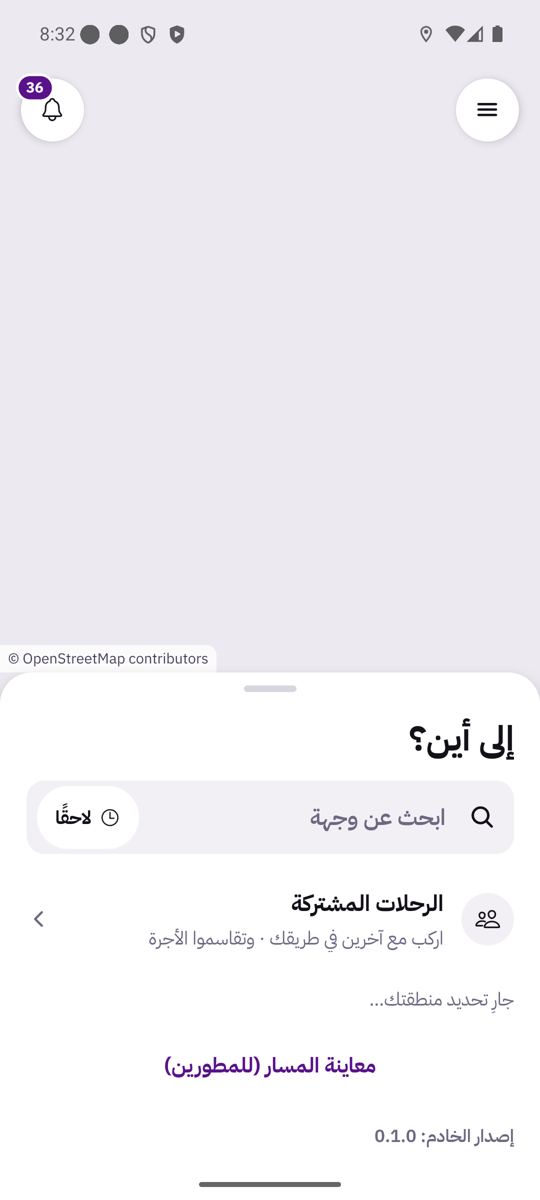 8:32
36
© OpenStreetMap contributors
إلى أين؟
ابحث عن وجهة
لاحقًا
الرحلات المشتركة
اركب مع آخرين في طريقك · وتقاسموا الأجرة
جارِ تحديد منطقتك...
معاينة المسار (للمطورين)
إصدار الخادم: 0.1.0